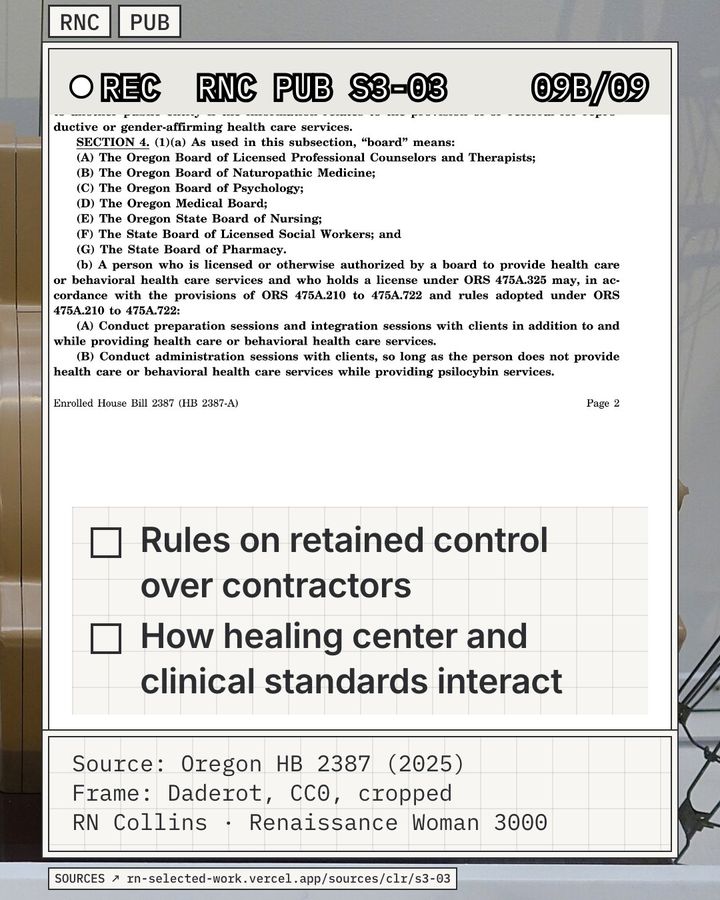 RNC PUB
REC RNC PUB S3-03 09B/09
ductive or gender-affirming health care services.
SECTION 4. (1)(a) As used in this subsection, “board” means:
(A) The Oregon Board of Licensed Professional Counselors and Therapists;
(B) The Oregon Board of Naturopathic Medicine;
(C) The Oregon Board of Psychology;
(D) The Oregon Medical Board;
(E) The Oregon State Board of Nursing;
(F) The State Board of Licensed Social Workers; and
(G) The State Board of Pharmacy.
(b) A person who is licensed or otherwise authorized by a board to provide health care
or behavioral health care services and who holds a license under ORS 475A.325 may, in ac-
cordance with the provisions of ORS 475A.210 to 475A.722 and rules adopted under ORS
475A.210 to 475A.722:
(A) Conduct preparation sessions and integration sessions with clients in addition to and
while providing health care or behavioral health care services.
(B) Conduct administration sessions with clients, so long as the person does not provide
health care or behavioral health care services while providing psilocybin services.
Enrolled House Bill 2387 (HB 2387-A) Page 2
Rules on retained control
over contractors
How healing center and
clinical standards interact
Source: Oregon HB 2387 (2025)
Frame: Daderot, CC0, cropped
RN Collins · Renaissance Woman 3000
SOURCES ↗ rn-selected-work.vercel.app/sources/clr/s3-03